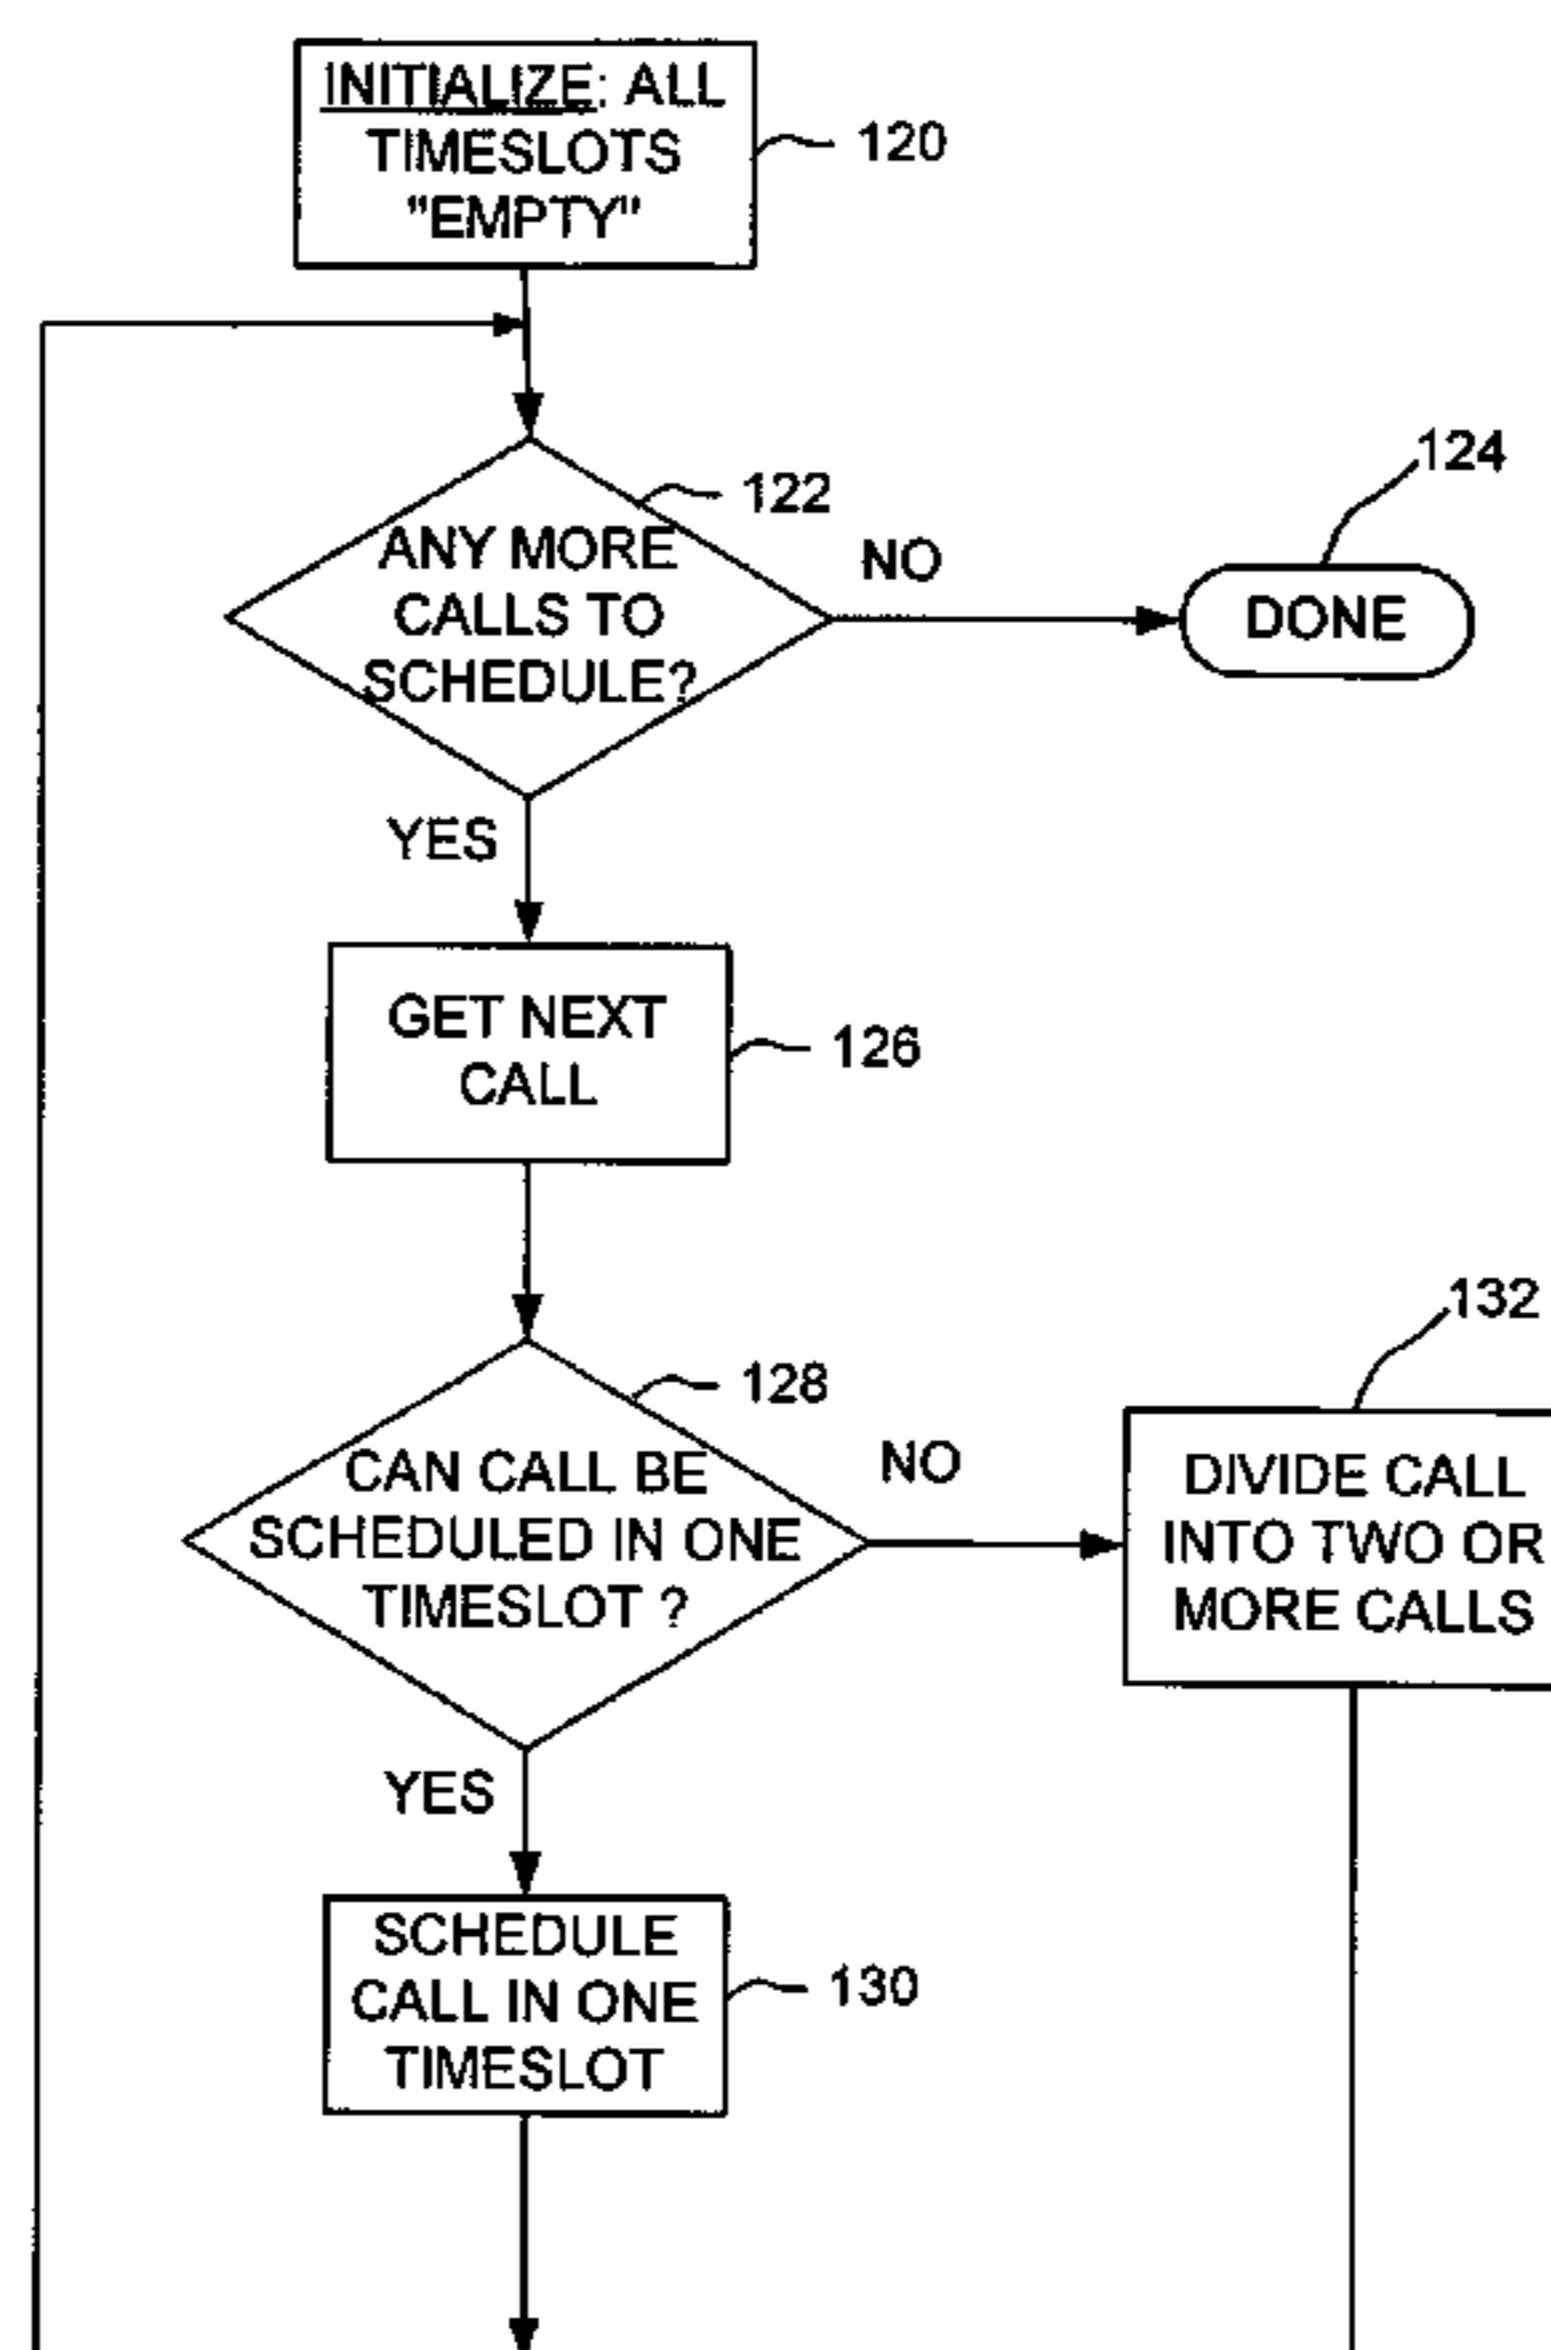 INITIALIZE: ALL
TIMESLOTS
"EMPTY"
120
122
124
ANY MORE
CALLS TO
SCHEDULE?
NO
DONE
YES
GET NEXT
CALL
126
128
132
CAN CALL BE
SCHEDULED IN ONE
TIMESLOT ?
NO
DIVIDE CALL
INTO TWO OR
MORE CALLS
YES
SCHEDULE
CALL IN ONE
TIMESLOT
130